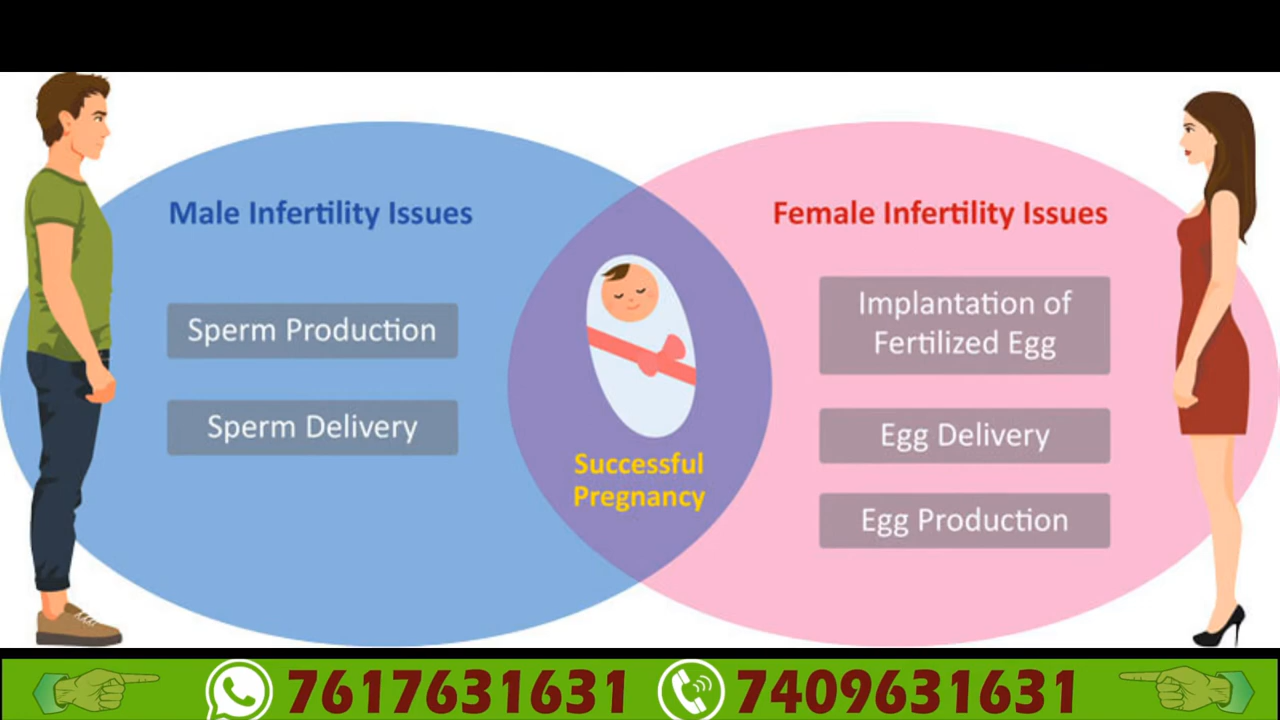 Male Infertility Issues
Sperm Production
Sperm Delivery
Successful
Pregnancy
Female Infertility Issues
Implantation of
Fertilized Egg
Egg Delivery
Egg Production
7617631631
7409631631